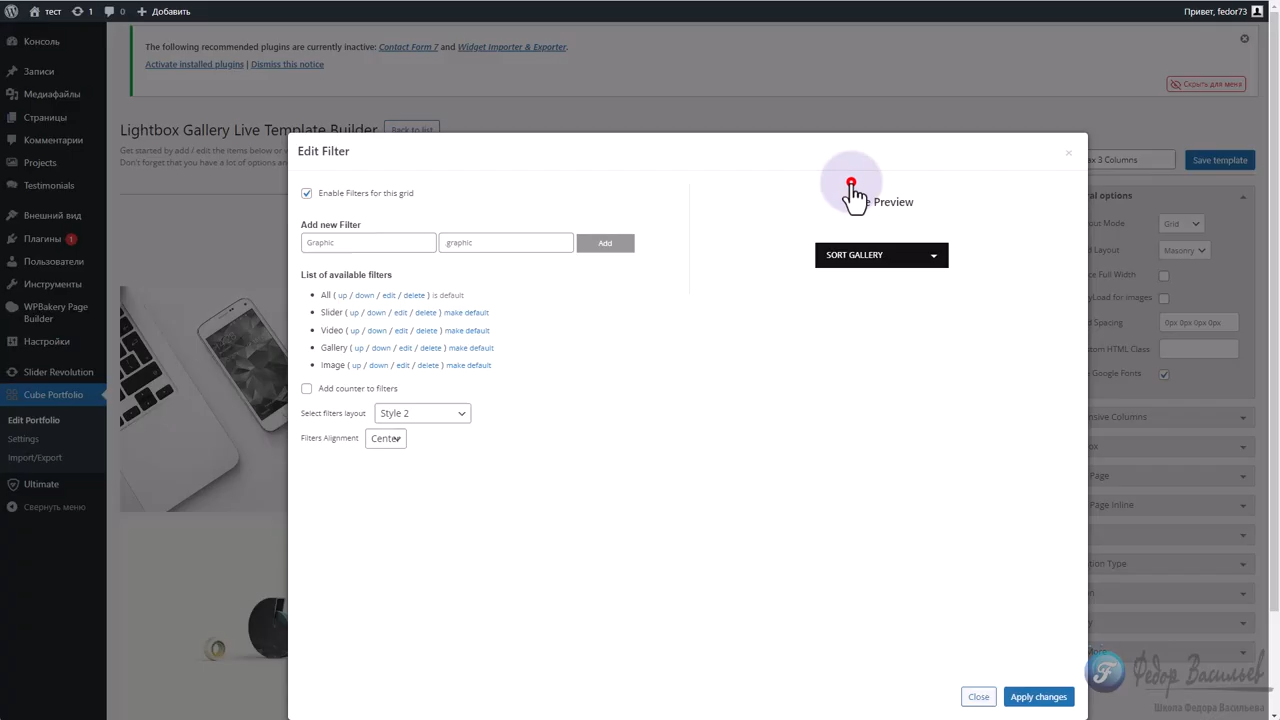 тест 1 0 Добавить Привет, fedor73
Консоль
Записи
Медиафайлы
Страницы
Комментарии
Projects
Testimonials
Внешний вид
Плагины 1
Пользователи
Инструменты
WPBakery Page
Builder
Настройки
Slider Revolution
Cube Portfolio
Edit Portfolio
Settings
Import/Export
Ultimate
Свернуть меню
The following recommended plugins are currently inactive: Contact Form 7 and Widget Importer & Exporter.
Activate installed plugins | Dismiss this notice
Скрыть для меня
Lightbox Gallery Live Template Builder Back to list
Get started by add / edit the items below or
Don't forget that you have a lot of options an
3 Columns Save template
Edit Filter
Enable Filters for this grid
Add new Filter
Graphic .graphic Add
List of available filters
All ( up / down / edit / delete ) is default
Slider ( up / down / edit / delete ) make default
Video ( up / down / edit / delete ) make default
Gallery ( up / down / edit / delete ) make default
Image ( up / down / edit / delete ) make default
Add counter to filters
Select filters layout Style 2
Filters Alignment Center
Preview
SORT GALLERY
Close Apply changes
options
Mode Grid
Layout Masonry
Full Width
Load for Images
Spacing 0px 0px 0px 0px
HTML Class
Google Fonts
Columns
Page
Page Inline
Type
Федор Васильев
Школа Федора Васильева